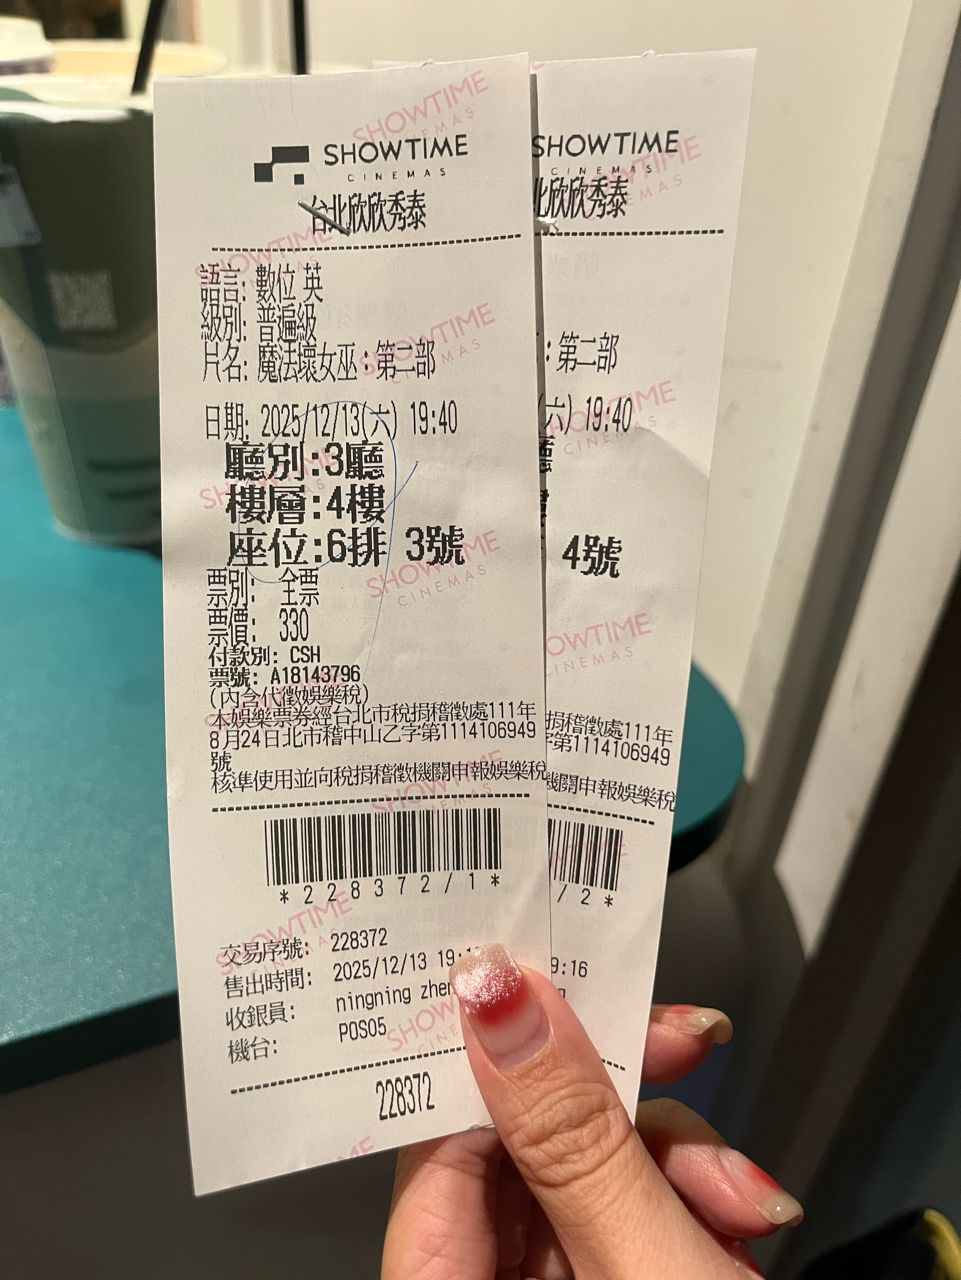 SHOWTIME
CINEMAS
台北欣欣秀泰
語言: 數位 英
級別: 普遍級
片名: 魔法壞女巫:第二部
日期: 2025/12/13(六) 19:40
廳別:3廳
樓層:4樓
座位:6排 3號
票別: 全票
票價: 330
付款別: CSH
票號: A18143796
(內含代徵娛樂稅)
本娛樂票券經台北市稅捐稽徵處111年
8月24日北市稽中山乙字第1114106949
號
核準使用並向稅捐稽徵機關申報娛樂稅
*228372/1*
交易序號: 228372
售出時間: 2025/12/13 19:1
收銀員: ningning zhen
機台: POS05
228372
SHOWTIME
CINEMAS
北欣欣秀泰
:第二部
(六) 19:40
4號
捐稽徵處111年
字第1114106949
機關申報娛樂稅
/2*
9:16